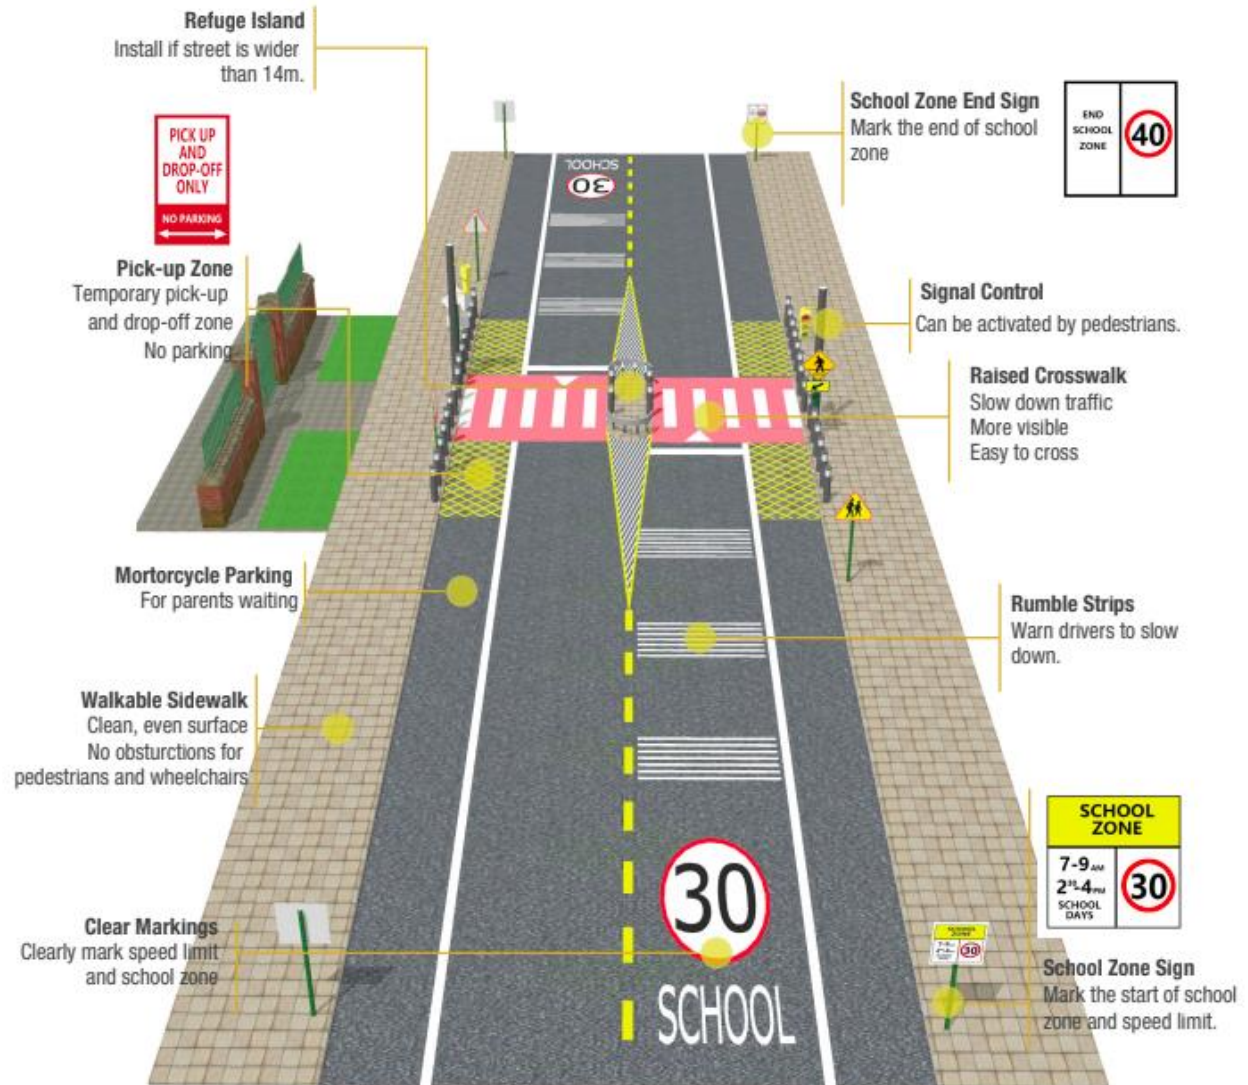 Refuge Island
Install if street is wider
than 14m.
PICK UP
AND
DROP-OFF
ONLY
NO PARKING
Pick-up Zone
Temporary pick-up
and drop-off zone
No parking
School Zone End Sign
Mark the end of school
zone
END
SCHOOL
ZONE
40
SCHOOL
30
Signal Control
Can be activated by pedestrians.
Raised Crosswalk
Slow down traffic
More visible
Easy to cross
Mortorcycle Parking
For parents waiting
Rumble Strips
Warn drivers to slow
down.
Walkable Sidewalk
Clean, even surface
No obsturctions for
pedestrians and wheelchairs
SCHOOL
ZONE
7-9AM
2³⁰-4PM
SCHOOL
DAYS
30
Clear Markings
Clearly mark speed limit
and school zone
30
SCHOOL
30
School Zone Sign
Mark the start of school
zone and speed limit.